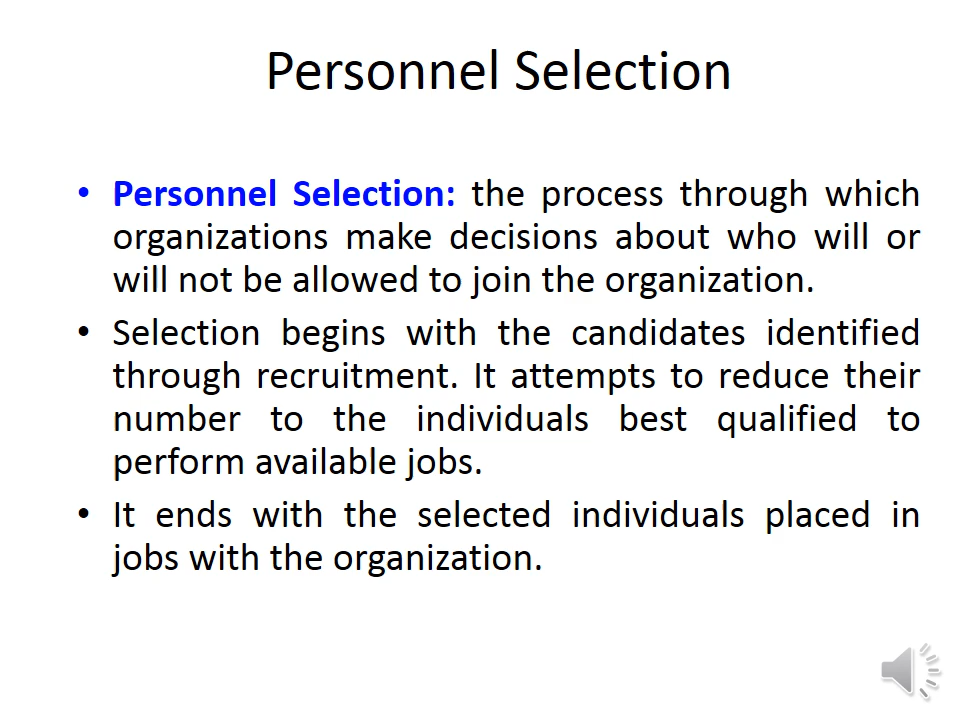 Personnel Selection
• Personnel Selection: the process through which
organizations make decisions about who will or
will not be allowed to join the organization.
• Selection begins with the candidates identified
through recruitment. It attempts to reduce their
number to the individuals best qualified to
perform available jobs.
• It ends with the selected individuals placed in
jobs with the organization.